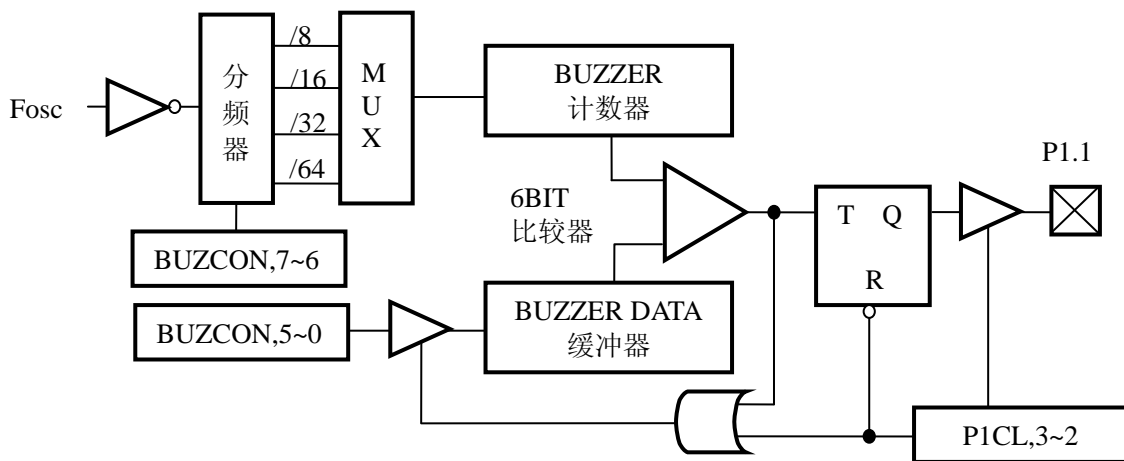 Fosc
分
频
器
/8
/16
/32
/64
M
U
X
BUZZER
计数器
BUZCON,7~6
6BIT
比较器
P1.1
T Q
R
BUZCON,5~0
BUZZER DATA
缓冲器
P1CL,3~2